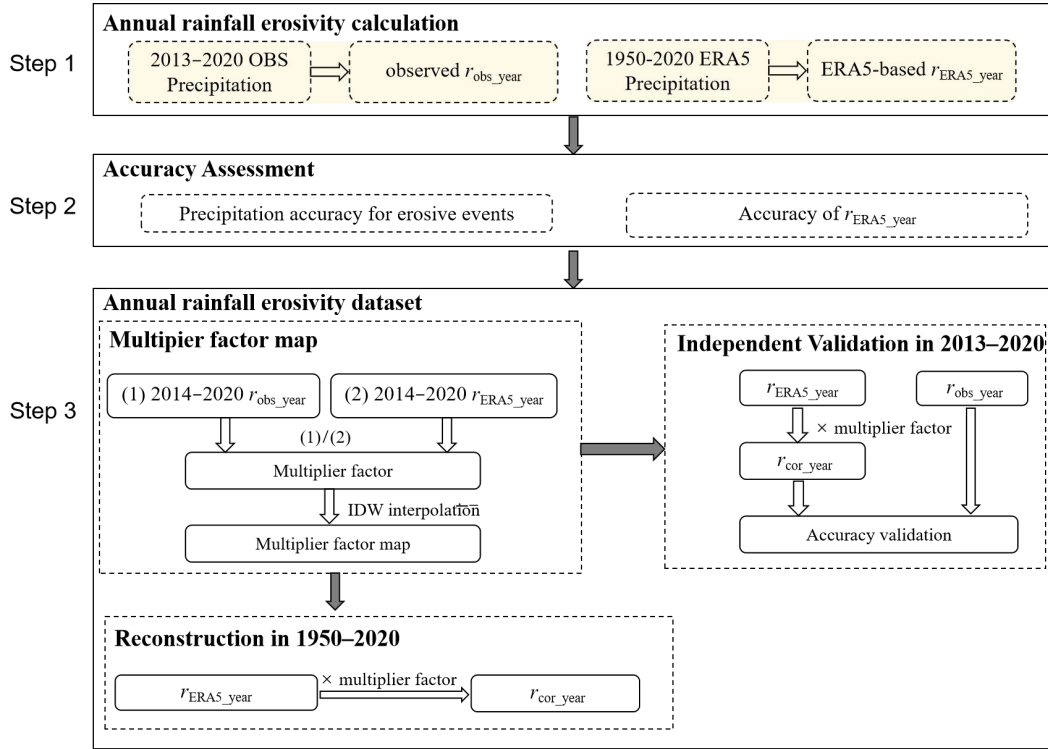 Annual rainfall erosivity calculation
Step 1
2013–2020 OBS
Precipitation
observed r_obs_year
1950-2020 ERA5
Precipitation
ERA5-based r_ERA5_year
Accuracy Assessment
Step 2
Precipitation accuracy for erosive events
Accuracy of r_ERA5_year
Annual rainfall erosivity dataset
Step 3
Multipier factor map
(1) 2014–2020 r_obs_year
(2) 2014–2020 r_ERA5_year
(1)/(2)
Multiplier factor
IDW interpolation
Multiplier factor map
Independent Validation in 2013–2020
r_ERA5_year
r_obs_year
× multiplier factor
r_cor_year
Accuracy validation
Reconstruction in 1950–2020
r_ERA5_year
× multiplier factor
r_cor_year